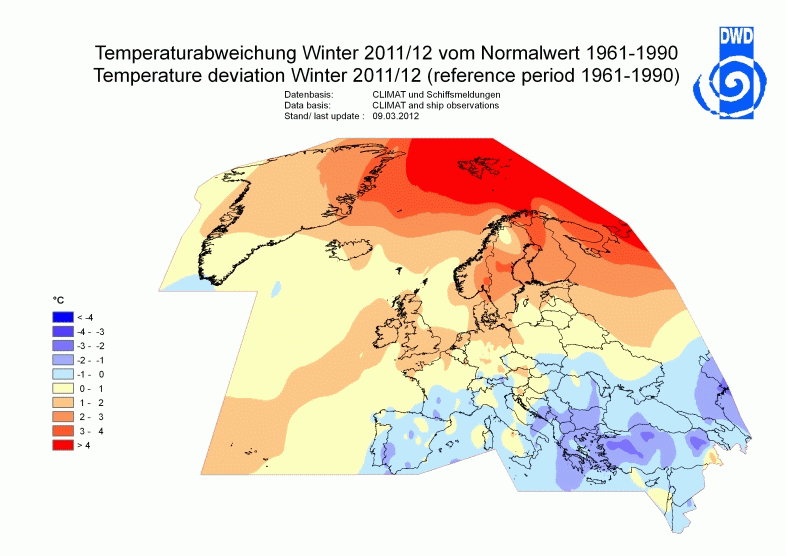 DWD
Temperaturabweichung Winter 2011/12 vom Normalwert 1961-1990
Temperature deviation Winter 2011/12 (reference period 1961-1990)
Datenbasis: CLIMAT und Schiffsmeldungen
Data basis: CLIMAT and ship observations
Stand/ last update : 09.03.2012
°C
< -4
-4 - -3
-3 - -2
-2 - -1
-1 - 0
0 - 1
1 - 2
2 - 3
3 - 4
> 4